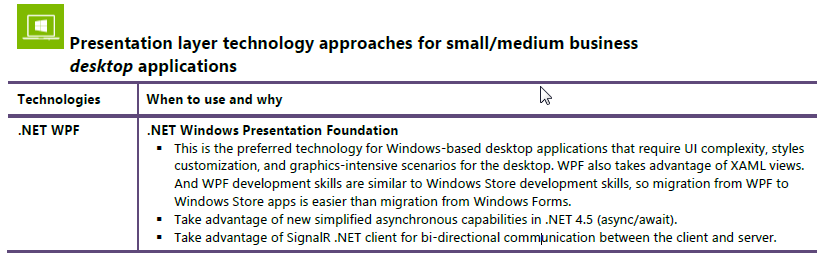 Presentation layer technology approaches for small/medium business
desktop applications
Technologies
When to use and why
.NET WPF
.NET Windows Presentation Foundation
▪ This is the preferred technology for Windows-based desktop applications that require UI complexity, styles
customization, and graphics-intensive scenarios for the desktop. WPF also takes advantage of XAML views.
And WPF development skills are similar to Windows Store development skills, so migration from WPF to
Windows Store apps is easier than migration from Windows Forms.
▪ Take advantage of new simplified asynchronous capabilities in .NET 4.5 (async/await).
▪ Take advantage of SignalR .NET client for bi-directional communication between the client and server.